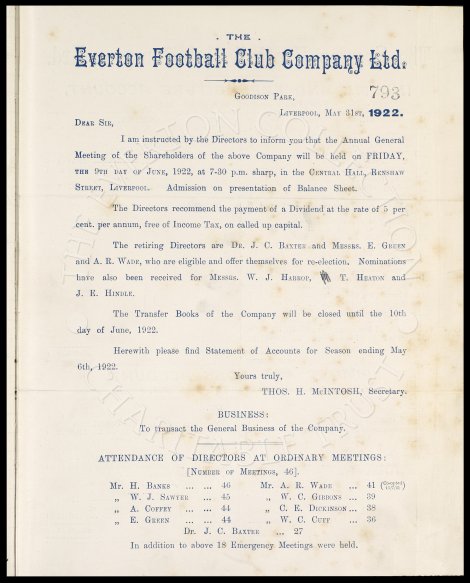 · THE ·
Everton Football Club Company Ltd.
793
GOODISON PARK,
LIVERPOOL, MAY 31ST, 1922.
DEAR SIR,
I am instructed by the Directors to inform you that the Annual General
Meeting of the Shareholders of the above Company will be held on FRIDAY,
THE 9TH DAY OF JUNE, 1922, at 7-30 p.m. sharp, in the CENTRAL HALL, RENSHAW
STREET, LIVERPOOL. Admission on presentation of Balance Sheet.
The Directors recommend the payment of a Dividend at the rate of 5 per
cent. per annum, free of Income Tax, on called up capital.
The retiring Directors are DR. J. C. BAXTER and MESSRS. E. GREEN
and A. R. WADE, who are eligible and offer themselves for re-election. Nominations
have also been received for MESSRS. W. J. HARROP, T. HEATON and
J. E. HINDLE.
The Transfer Books of the Company will be closed until the 10th
day of June, 1922.
Herewith please find Statement of Accounts for Season ending May
6th, 1922.
Yours truly,
THOS. H. McINTOSH, Secretary.
BUSINESS:
To transact the General Business of the Company.
ATTENDANCE OF DIRECTORS AT ORDINARY MEETINGS:
[NUMBER OF MEETINGS, 46].
MR. H. BANKS ... ... 46 MR. A. R. WADE ... 41
„ W. J. SAWYER ... 45 „ W. C. GIBBONS ... 39
„ A. COFFEY ... ... 44 „ C. E. DICKINSON... 38
„ E. GREEN ... ... 44 „ W. C. CUFF ... 36
DR. J. C. BAXTER ... 27
In addition to above 18 Emergency Meetings were held.